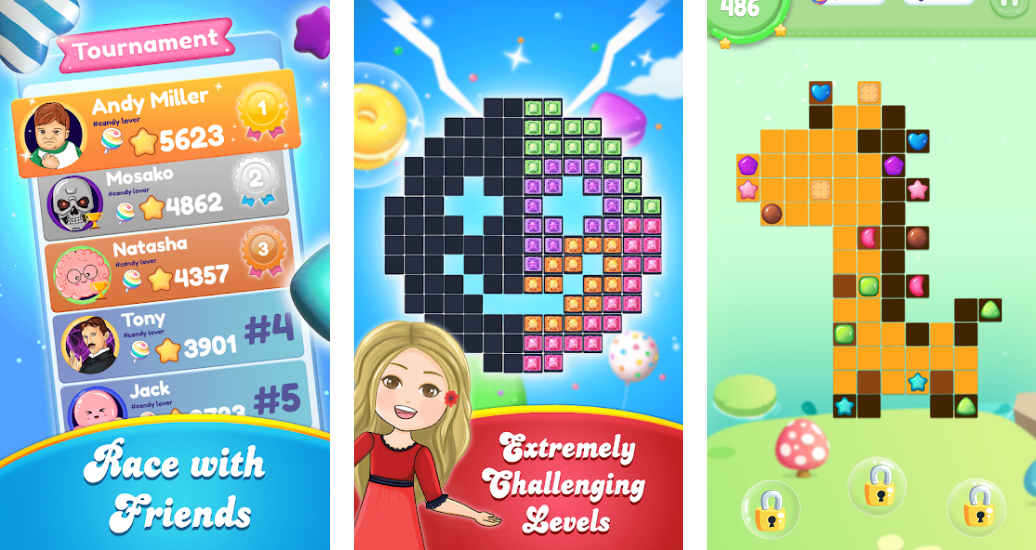 Tournament
Andy Miller
#candy lover
5623
1
Mosako
#candy lover
4862
2
Natasha
#candy lover
4357
3
Tony
#candy lover
3901
#4
Jack
#candy lover
#5
Race with
Friends
Extremely
Challenging
Levels
486